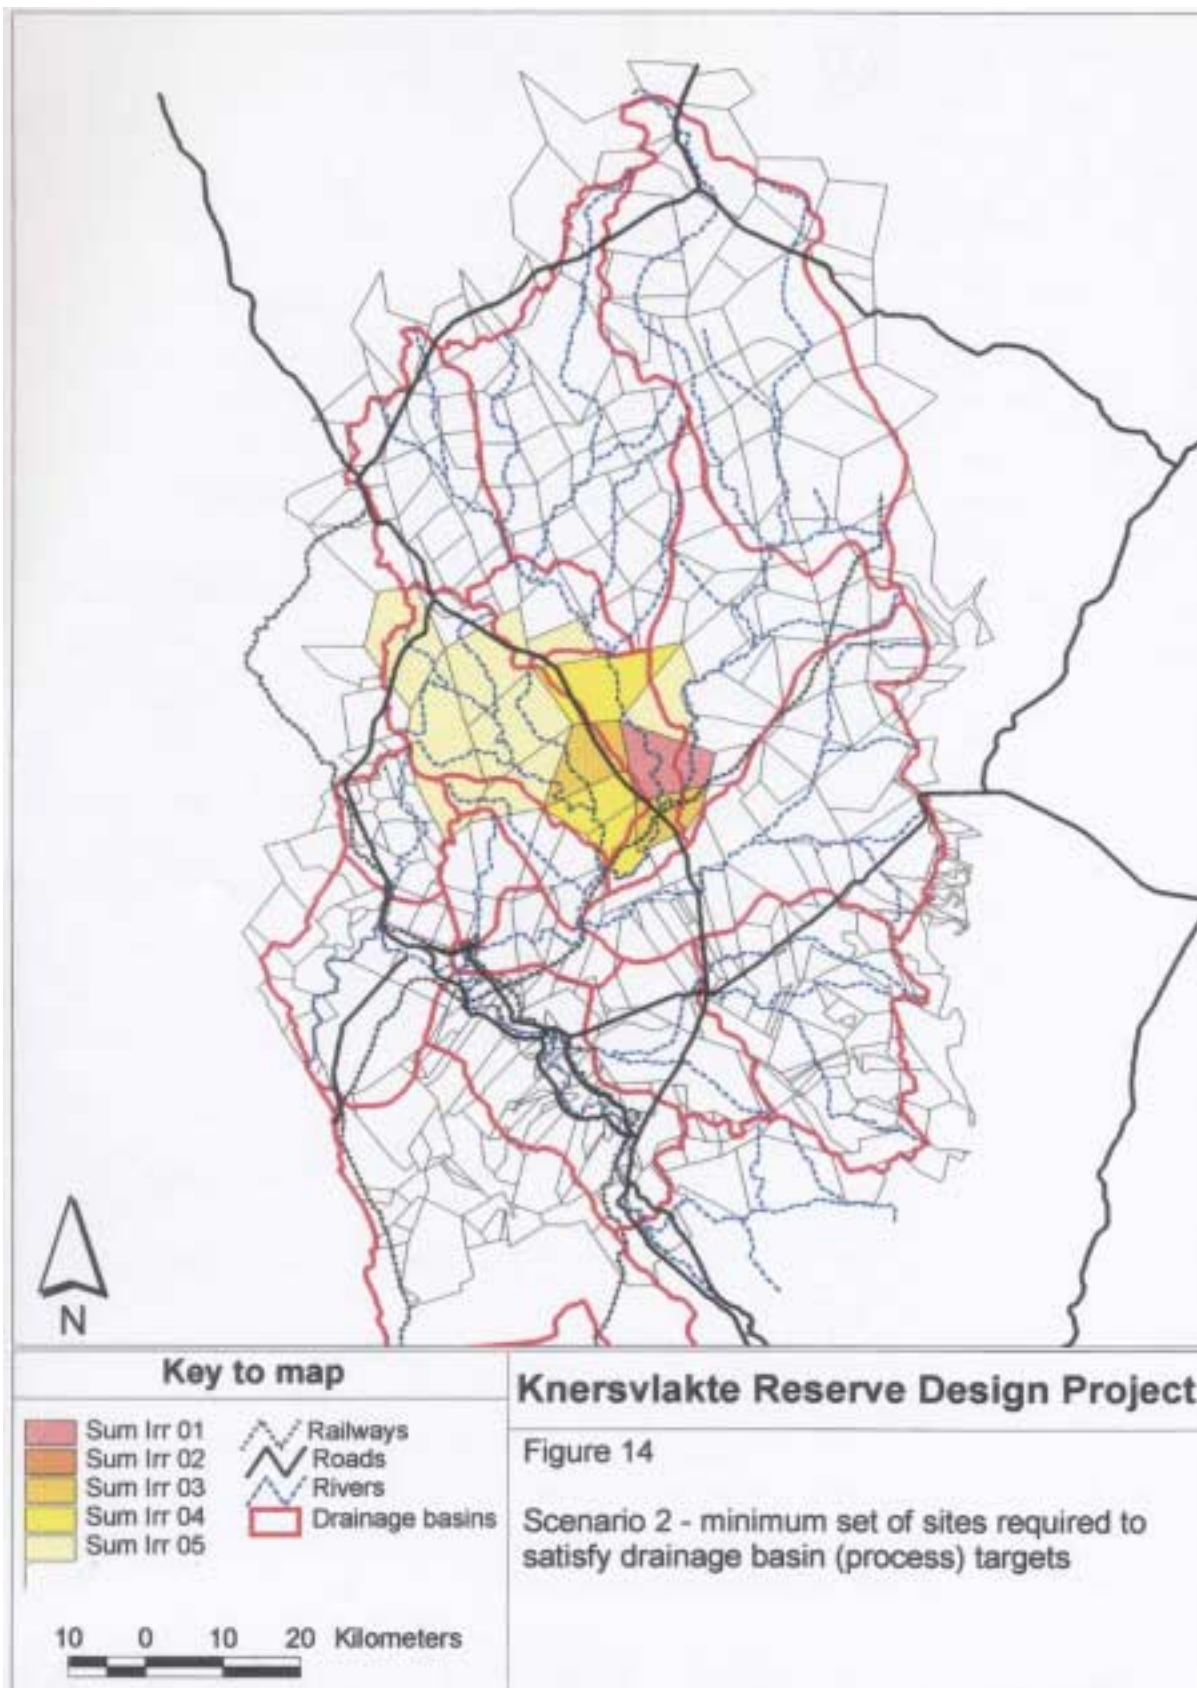 N
Key to map
Sum Irr 01
Sum Irr 02
Sum Irr 03
Sum Irr 04
Sum Irr 05
Railways
Roads
Rivers
Drainage basins
10 0 10 20 Kilometers
Knersvlakte Reserve Design Project
Figure 14
Scenario 2 - minimum set of sites required to
satisfy drainage basin (process) targets